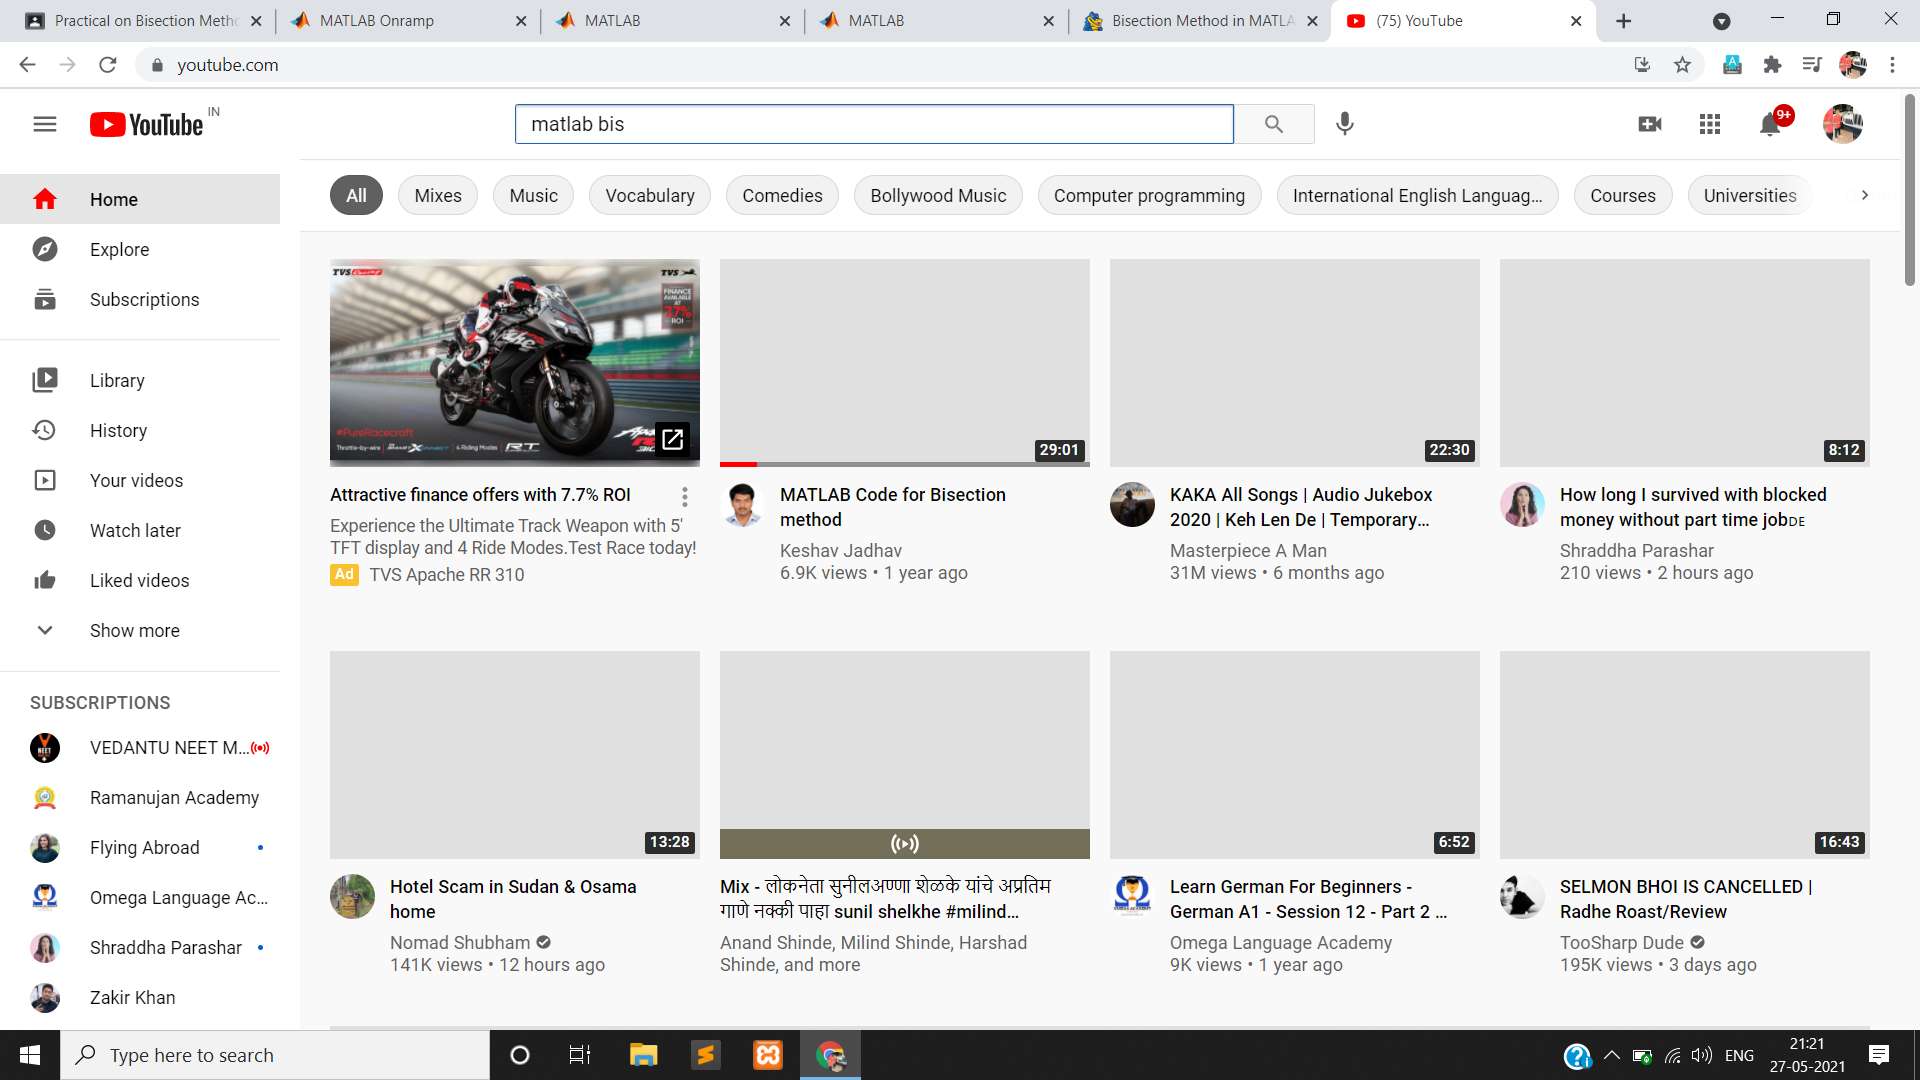 Practical on Bisection Meth
MATLAB Onramp
MATLAB
MATLAB
Bisection Method in MATLA
(75) YouTube
youtube.com
YouTube IN
matlab bis
9+
Home
Explore
Subscriptions
Library
History
Your videos
Watch later
Liked videos
Show more
SUBSCRIPTIONS
VEDANTU NEET M...
Ramanujan Academy
Flying Abroad
Omega Language Ac...
Shraddha Parashar
Zakir Khan
All
Mixes
Music
Vocabulary
Comedies
Bollywood Music
Computer programming
International English Languag...
Courses
Universities
TVS Racing
TVS
FINANCE
AVAILABLE
AT
7.7%
ROI
#PureRacecraft
Throttle-by-wire
4-Riding Modes
RT
Attractive finance offers with 7.7% ROI
Experience the Ultimate Track Weapon with 5'
TFT display and 4 Ride Modes.Test Race today!
Ad TVS Apache RR 310
29:01
MATLAB Code for Bisection
method
Keshav Jadhav
6.9K views • 1 year ago
22:30
KAKA All Songs | Audio Jukebox
2020 | Keh Len De | Temporary...
Masterpiece A Man
31M views • 6 months ago
8:12
How long I survived with blocked
money without part time jobDE
Shraddha Parashar
210 views • 2 hours ago
13:28
Hotel Scam in Sudan & Osama
home
Nomad Shubham
141K views • 12 hours ago
Mix - लोकनेता सुनीलअण्णा शेळके यांचे अप्रतिम
गाणे नक्की पाहा sunil shelkhe #milind...
Anand Shinde, Milind Shinde, Harshad
Shinde, and more
6:52
Learn German For Beginners -
German A1 - Session 12 - Part 2 ...
Omega Language Academy
9K views • 1 year ago
16:43
SELMON BHOI IS CANCELLED |
Radhe Roast/Review
TooSharp Dude
195K views • 3 days ago
Type here to search
ENG
21:21
27-05-2021